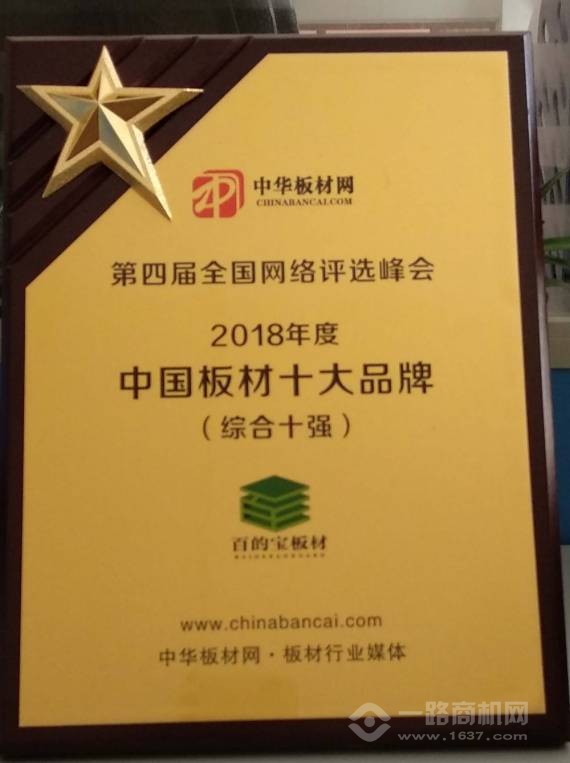 中华板材网
CHINABANCAI.COM
第四届全国网络评选峰会
2018年度
中国板材十大品牌
（综合十强）
百的宝板材
www.chinabancai.com
中华板材网·板材行业媒体
一路商机网
www.1637.com